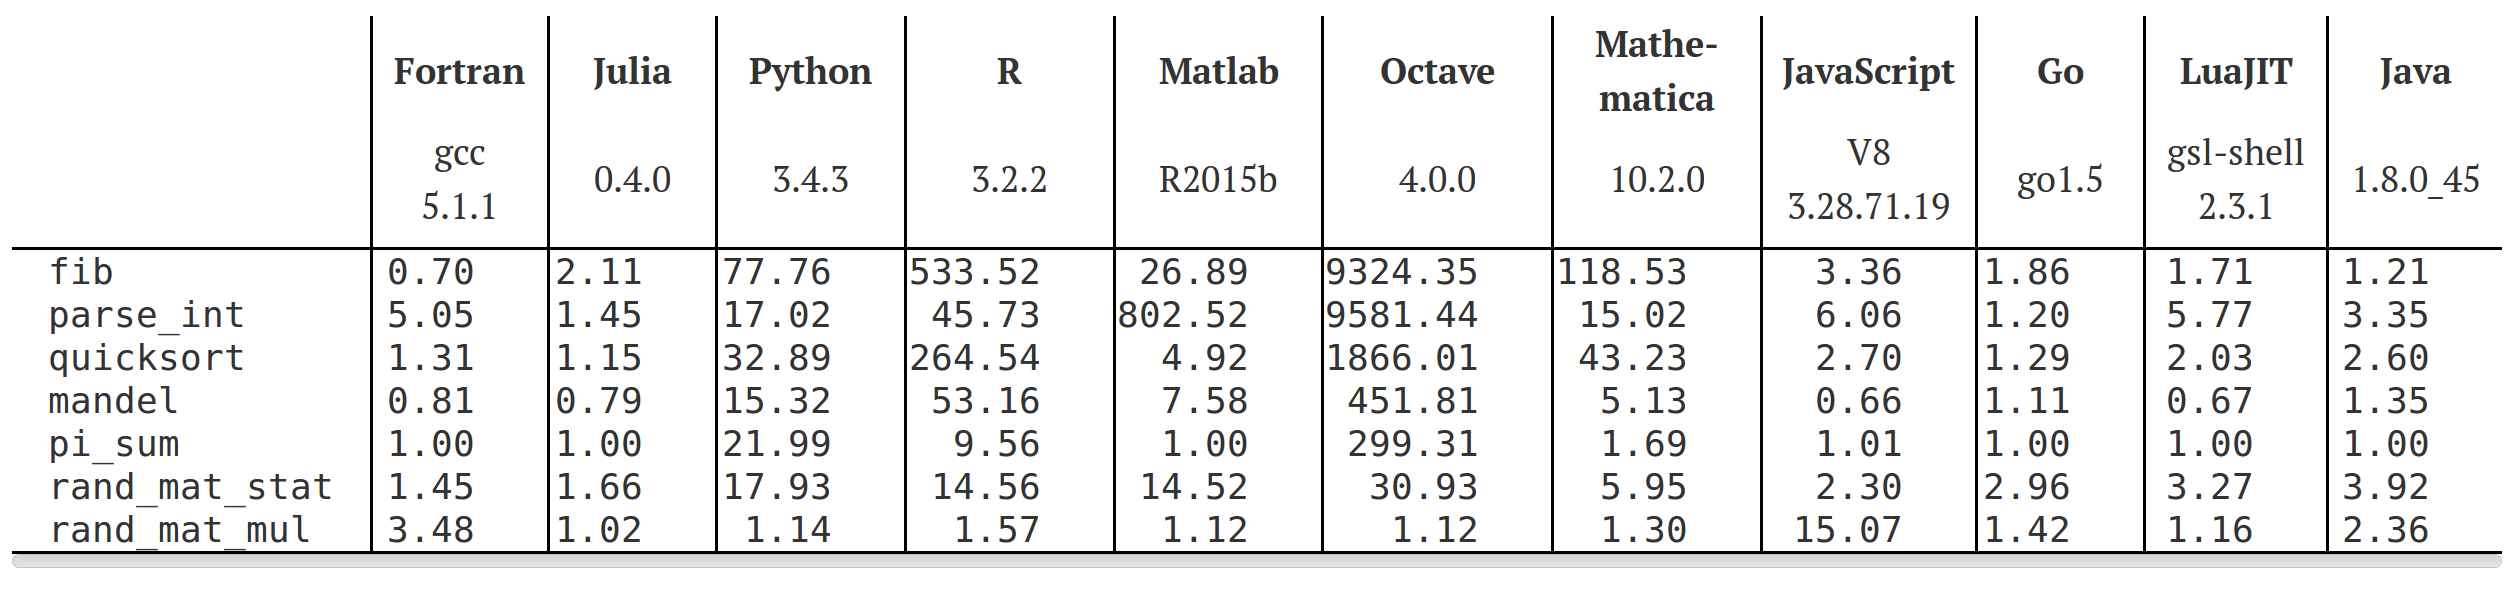 Fortran Julia Python R Matlab Octave Mathe-
matica JavaScript Go LuaJIT Java
gcc
5.1.1 0.4.0 3.4.3 3.2.2 R2015b 4.0.0 10.2.0 V8
3.28.71.19 go1.5 gsl-shell
2.3.1 1.8.0_45
fib 0.70 2.11 77.76 533.52 26.89 9324.35 118.53 3.36 1.86 1.71 1.21
parse_int 5.05 1.45 17.02 45.73 802.52 9581.44 15.02 6.06 1.20 5.77 3.35
quicksort 1.31 1.15 32.89 264.54 4.92 1866.01 43.23 2.70 1.29 2.03 2.60
mandel 0.81 0.79 15.32 53.16 7.58 451.81 5.13 0.66 1.11 0.67 1.35
pi_sum 1.00 1.00 21.99 9.56 1.00 299.31 1.69 1.01 1.00 1.00 1.00
rand_mat_stat 1.45 1.66 17.93 14.56 14.52 30.93 5.95 2.30 2.96 3.27 3.92
rand_mat_mul 3.48 1.02 1.14 1.57 1.12 1.12 1.30 15.07 1.42 1.16 2.36